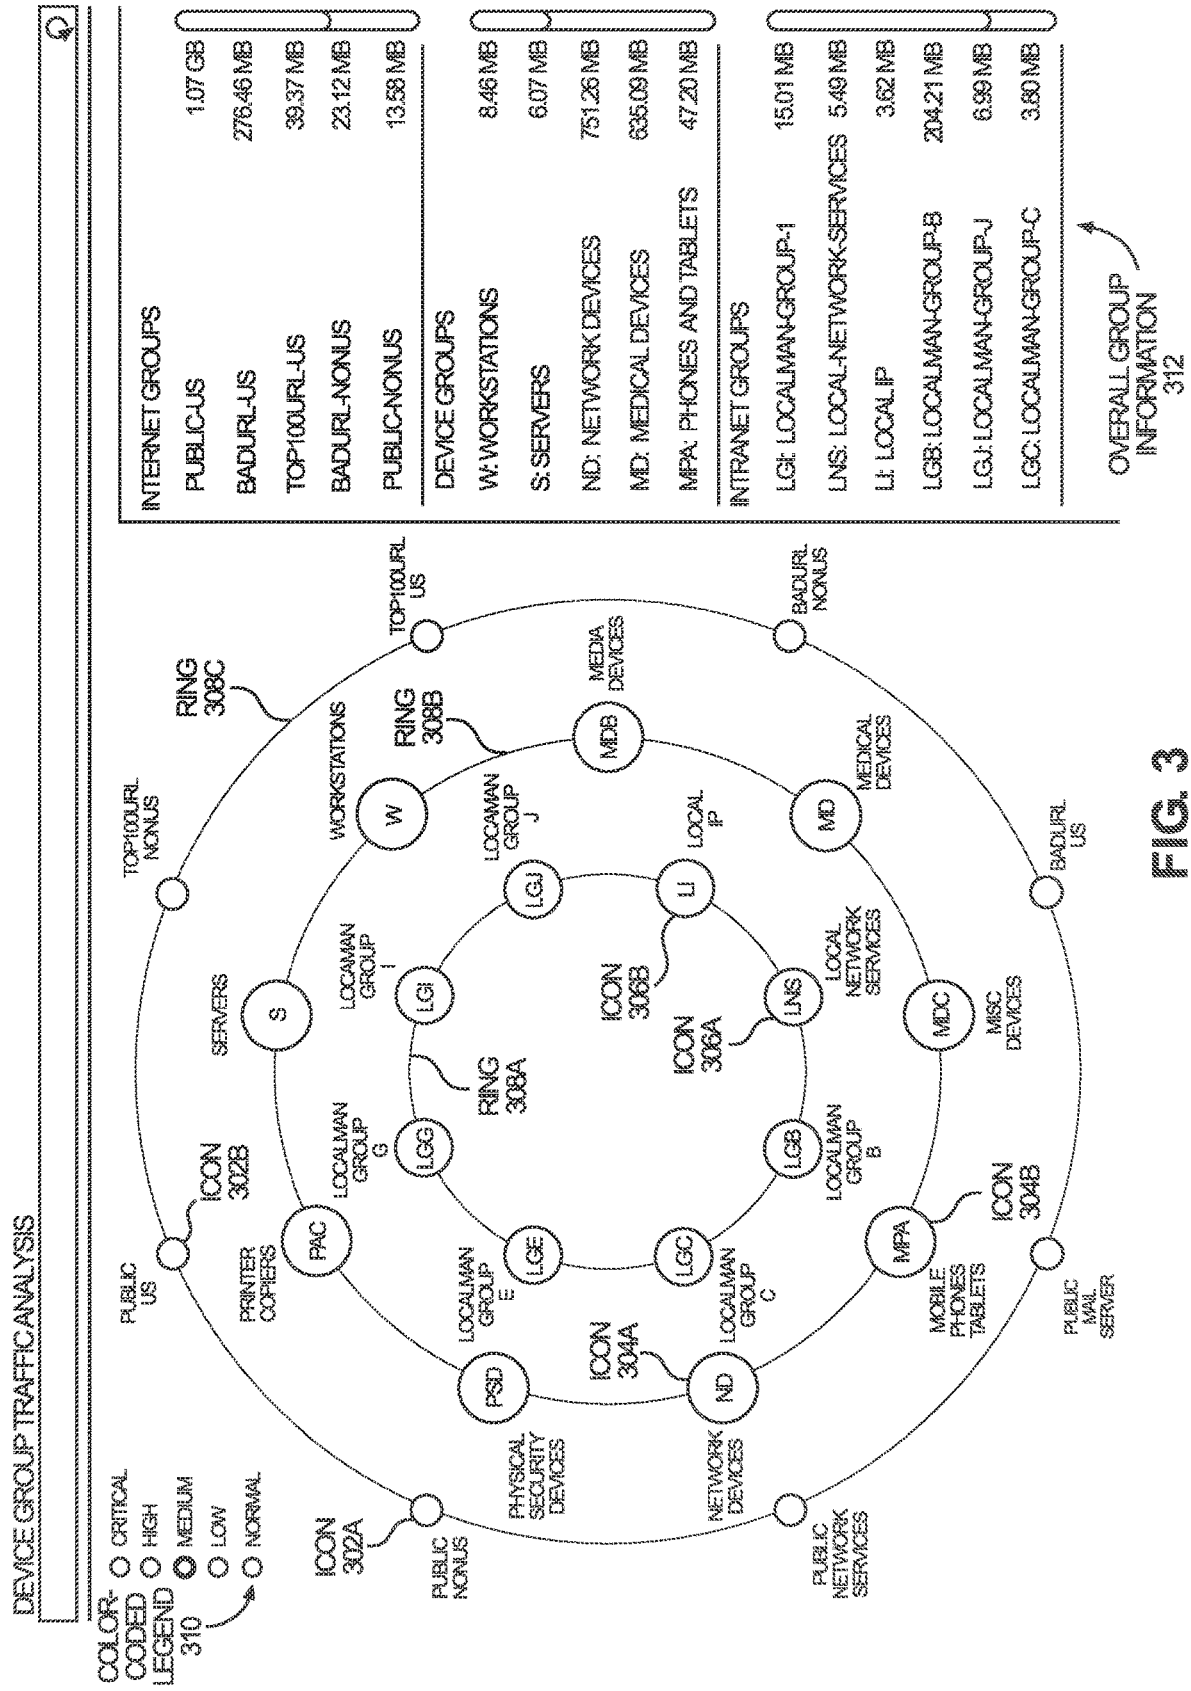 DEVICE GROUP TRAFFIC ANALYSIS
COLOR-
CODED
LEGEND
310
CRITICAL
HIGH
MEDIUM
LOW
NORMAL
PUBLIC
US
ICON
302B
TOP100URL
NONUS
RING
308C
TOP100URL
US
SERVERS
S
WORKSTATIONS
W
PRINTER
COPIERS
PAC
LOCALMAN
GROUP
G
LGG
LOCAMAN
GROUP
I
LGI
RING
308B
RING
308A
LOCAMAN
GROUP
J
LGJ
ICON
302A
PUBLIC
NONUS
PHYSICAL
SECURITY
DEVICES
PSD
LOCALMAN
GROUP
E
LGE
MDB
MEDIA
DEVICES
ICON
304A
ND
NETWORK
DEVICES
LGC
LOCALMAN
GROUP
C
ICON
306B
LI
LOCAL
IP
ICON
306A
LNS
LOCAL
NETWORK
SERVICES
LGB
LOCALMAN
GROUP
B
MD
MEDICAL
DEVICES
BADURL
NONUS
PUBLIC
NETWORK
SERVICES
MPA
MOBILE
PHONES
TABLETS
ICON
304B
MDC
MISC
DEVICES
PUBLIC
MAIL
SERVER
BADURL
US
INTERNET GROUPS
PUBLIC-US 1.07 GB
BADURL-US 276.46 MB
TOP100URL-US 39.37 MB
BADURL-NONUS 23.12 MB
PUBLIC-NONUS 13.58 MB
DEVICE GROUPS
W: WORKSTATIONS 8.46 MB
S: SERVERS 6.07 MB
ND: NETWORK DEVICES 751.26 MB
MD: MEDICAL DEVICES 635.09 MB
MPA: PHONES AND TABLETS 47.20 MB
INTRANET GROUPS
LGI: LOCALMAN-GROUP-1 15.01 MB
LNS: LOCAL-NETWORK-SERVICES 5.49 MB
LI: LOCAL IP 3.62 MB
LGB: LOCALMAN-GROUP-B 204.21 MB
LGJ: LOCALMAN-GROUP-J 6.99 MB
LGC: LOCALMAN-GROUP-C 3.80 MB
OVERALL GROUP
INFORMATION
312
FIG. 3